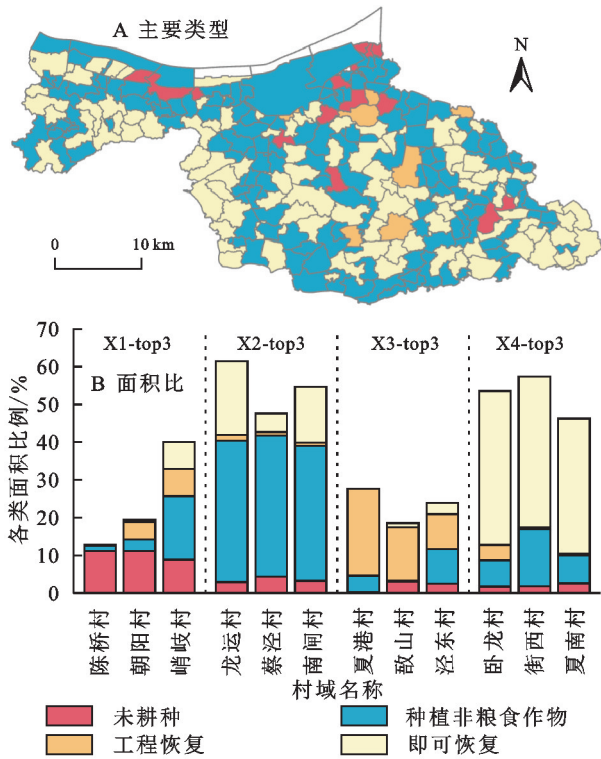 A 主要类型
N
0 10 km
70
60
50
40
30
20
10
0
各类面积比例/%
X1-top3 X2-top3 X3-top3 X4-top3
B 面积比
陈桥村 朝阳村 峭岐村 龙运村 蔡泾村 南闸村 夏港村 敔山村 泾东村 卧龙村 街西村 夏南村
村域名称
未耕种 种植非粮食作物
工程恢复 即可恢复